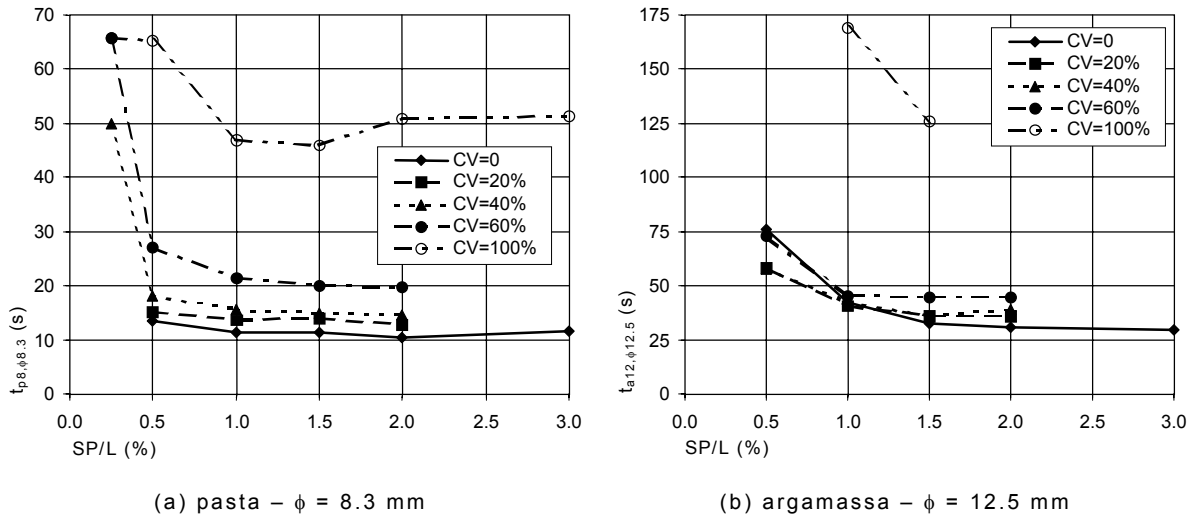 70
60
50
40
30
20
10
0
t p8,ϕ8.3 (s)
0.0 0.5 1.0 1.5 2.0 2.5 3.0
SP/L (%)
CV=0
CV=20%
CV=40%
CV=60%
CV=100%
(a) pasta – ϕ = 8.3 mm
175
150
125
100
75
50
25
0
t a12,ϕ12.5 (s)
0.0 0.5 1.0 1.5 2.0 2.5 3.0
SP/L (%)
CV=0
CV=20%
CV=40%
CV=60%
CV=100%
(b) argamassa – ϕ = 12.5 mm